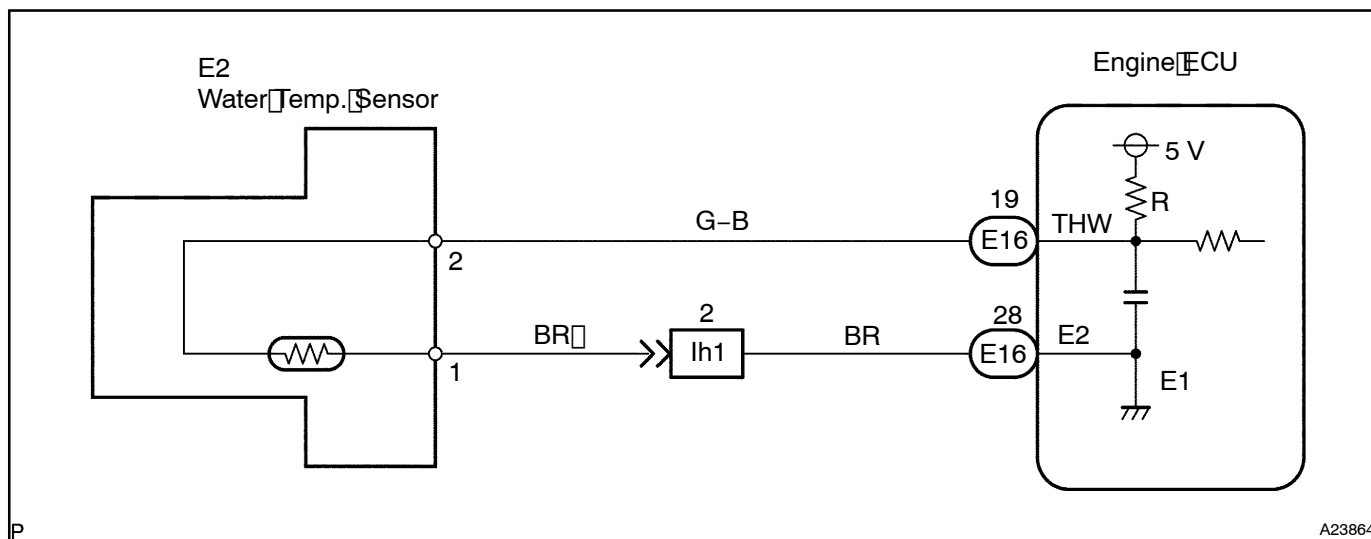 E2
Water Temp. Sensor
Engine ECU
5 V
R
19
G−B
E16
THW
2
2
BR
Ih1
BR
28
E16
E2
1
E1
P
A23864